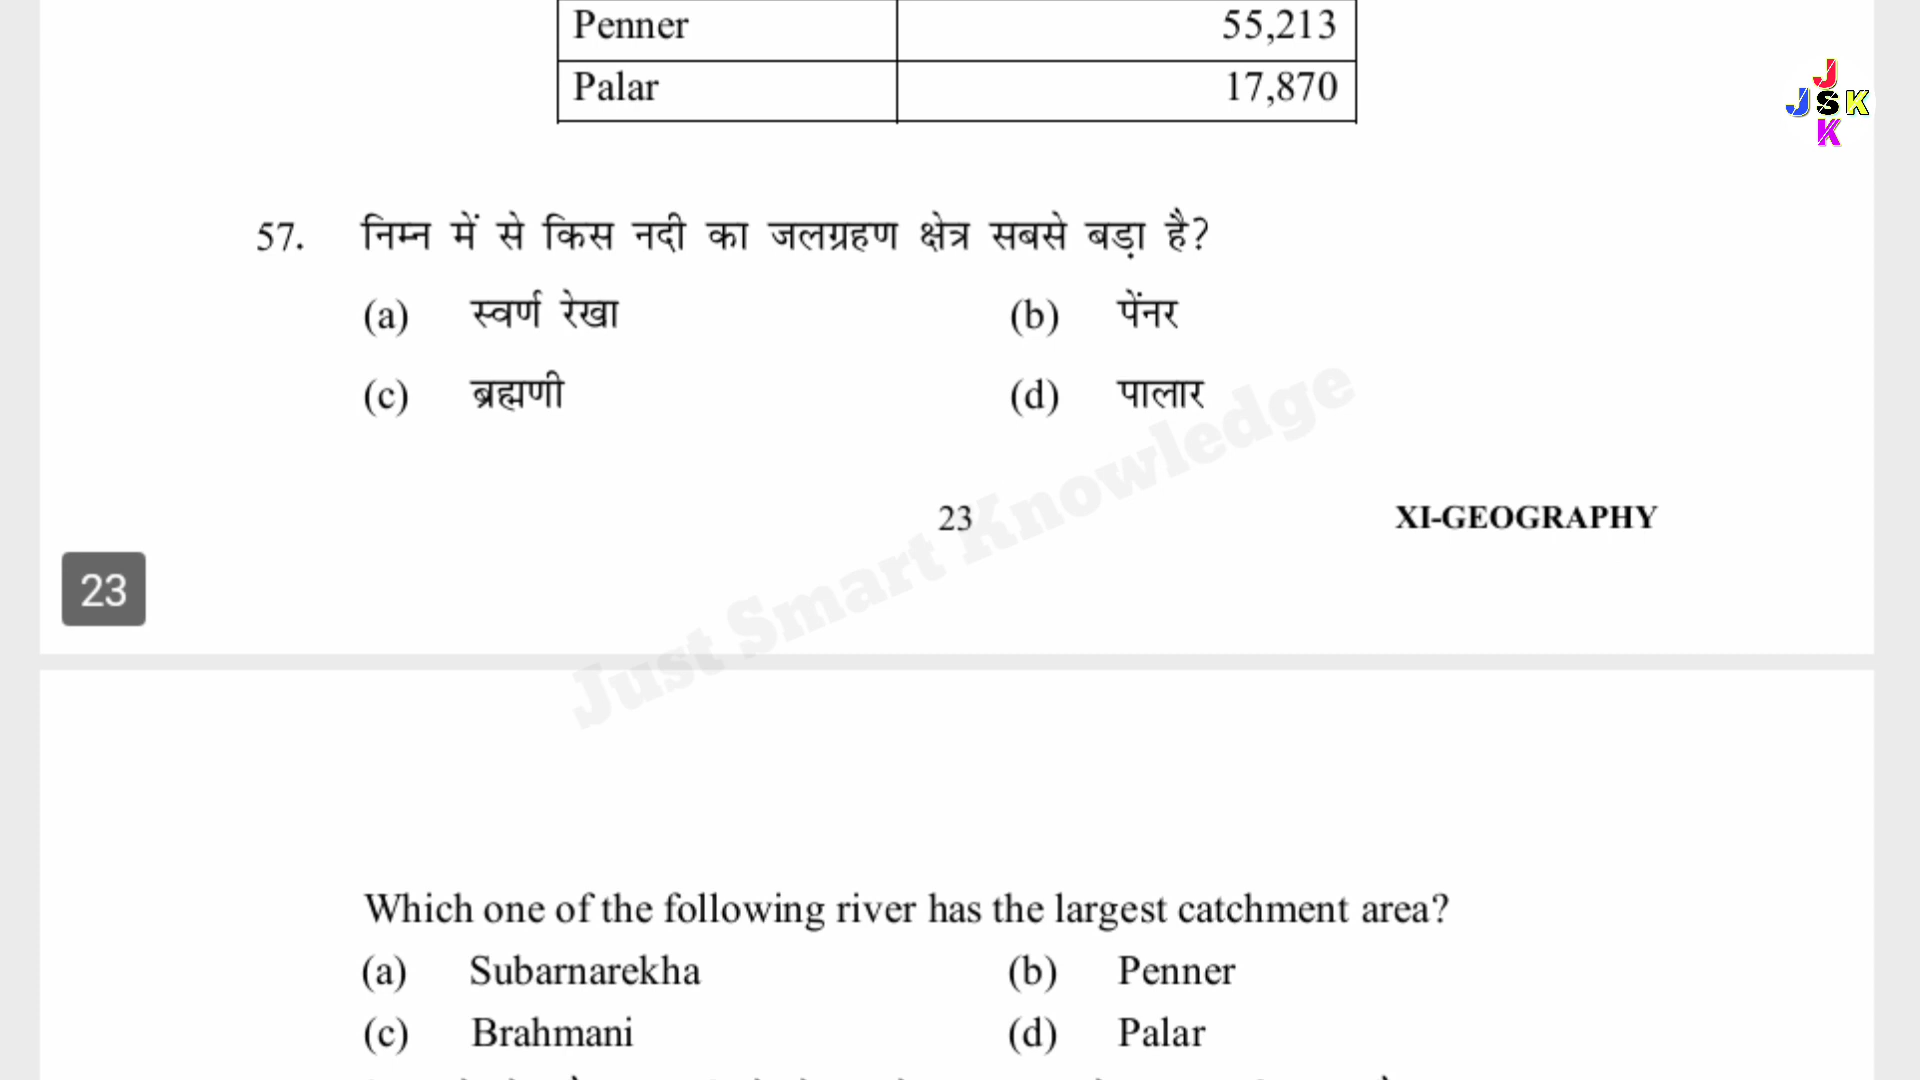 Penner 55,213
Palar 17,870
J
JSK
K
57. निम्न में से किस नदी का जलग्रहण क्षेत्र सबसे बड़ा है?
(a) स्वर्ण रेखा (b) पेंनर
(c) ब्रह्मणी (d) पालार
23 XI-GEOGRAPHY
23
Just Smart Knowledge
Which one of the following river has the largest catchment area?
(a) Subarnarekha (b) Penner
(c) Brahmani (d) Palar